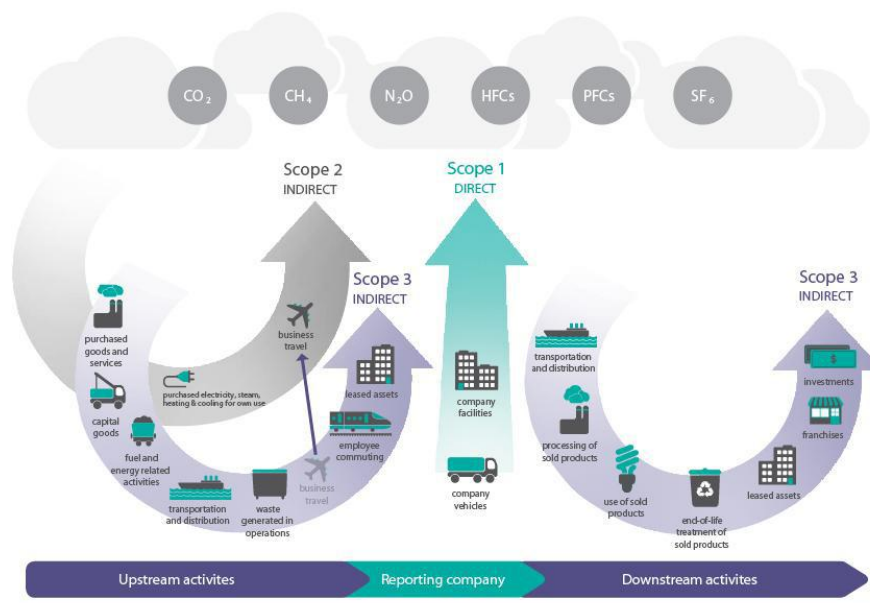 CO₂
CH₄
N₂O
HFCs
PFCs
SF₆
Scope 2
INDIRECT
Scope 1
DIRECT
Scope 3
INDIRECT
Scope 3
INDIRECT
purchased
goods and
services
capital
goods
fuel and
energy related
activities
transportation
and distribution
waste
generated in
operations
business
travel
employee
commuting
leased assets
purchased electricity, steam,
heating & cooling for own use
business
travel
company
facilities
company
vehicles
transportation
and distribution
processing of
sold products
use of sold
products
end-of-life
treatment of
sold products
leased assets
franchises
investments
$
Upstream activites
Reporting company
Downstream activites